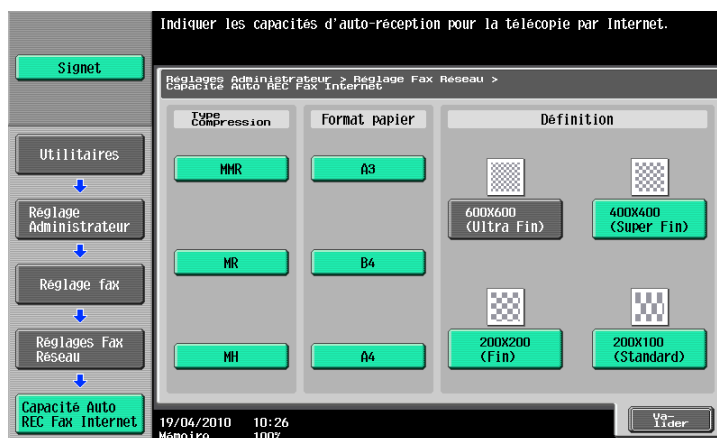 Indiquer les capacités d'auto-réception pour la télécopie par Internet.
Signet
Réglages Administrateur > Réglage Fax Réseau >
Capacité Auto REC Fax Internet
Type
Compression
Format papier
Définition
Utilitaires
Réglage
Administrateur
Réglage fax
Réglages Fax
Réseau
Capacité Auto
REC Fax Internet
MMR
MR
MH
A3
B4
A4
600X600
(Ultra Fin)
400X400
(Super Fin)
200X200
(Fin)
200X100
(Standard)
19/04/2010 10:26
Mémoire 100%
Va-
lider